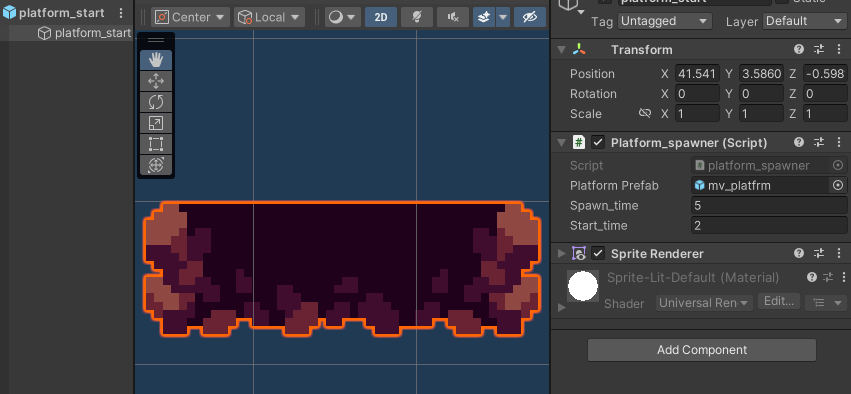 platform_start
platform_start
Center
Local
2D
platform_start
Static
Tag Untagged Layer Default
Transform
Position X 41.541 Y 3.5860 Z -0.598
Rotation X 0 Y 0 Z 0
Scale X 1 Y 1 Z 1
# Platform_spawner (Script)
Script # platform_spawner
Platform Prefab mv_platfrm
Spawn_time 5
Start_time 2
Sprite Renderer
Sprite-Lit-Default (Material)
Shader Universal Ren Edit...
Add Component